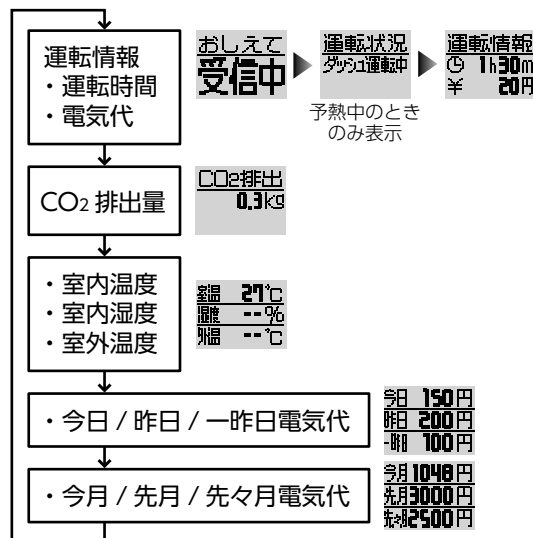 運転情報
・運転時間
・電気代
おしえて
受信中
運転状況
ダッシュ運転中
予熱中のとき
のみ表示
運転情報
1h30m
¥ 20円
CO2 排出量
CO2排出
0.3kg
・室内温度
・室内湿度
・室外温度
室温 27℃
湿度 --%
外温 --℃
・今日 / 昨日 / 一昨日電気代
今日 150円
昨日 200円
一昨日 100円
・今月 / 先月 / 先々月電気代
今月1048円
先月3000円
先々月2500円